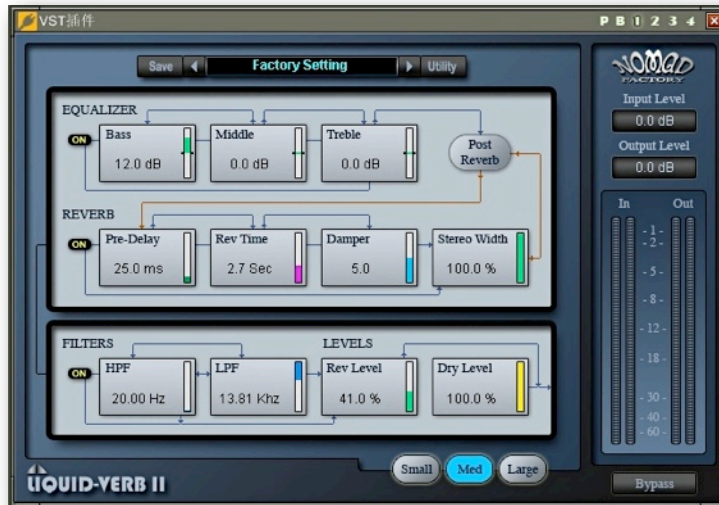 VST插件
P B 1 2 3 4 X
Save Factory Setting Utility
NOMAD
FACTORY
Input Level
0.0 dB
Output Level
0.0 dB
EQUALIZER
ON
Bass
12.0 dB
Middle
0.0 dB
Treble
0.0 dB
Post
Reverb
REVERB
ON
Pre-Delay
25.0 ms
Rev Time
2.7 Sec
Damper
5.0
Stereo Width
100.0 %
FILTERS
LEVELS
ON
HPF
20.00 Hz
LPF
13.81 Khz
Rev Level
41.0 %
Dry Level
100.0 %
In Out
-1-
-2-
-5-
-8-
-12-
-18-
-30-
-40-
-60-
LIQUID-VERB II
Small Med Large
Bypass